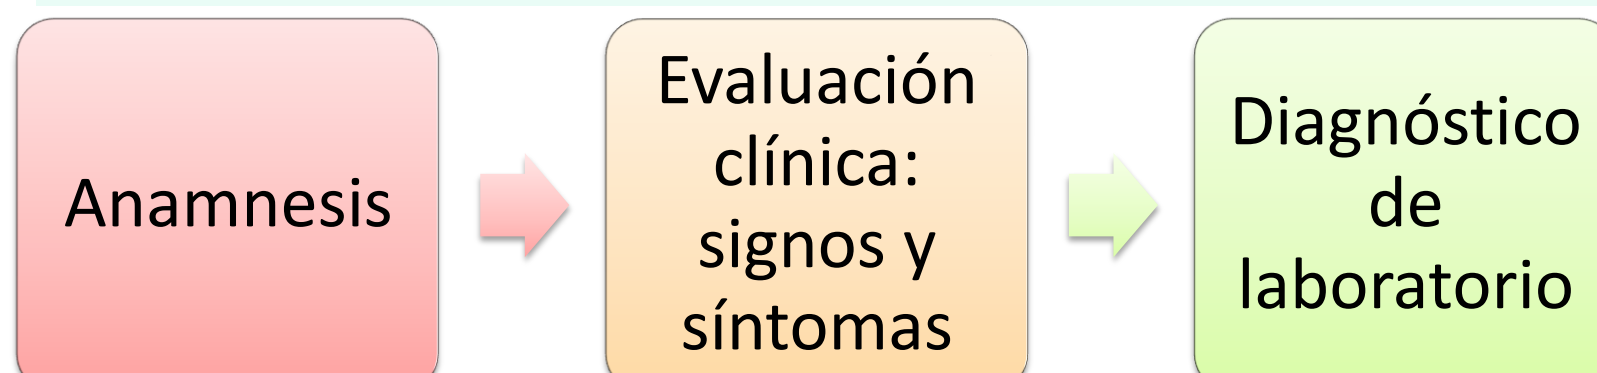 Anamnesis
Evaluación
clínica:
signos y
síntomas
Diagnóstico
de
laboratorio